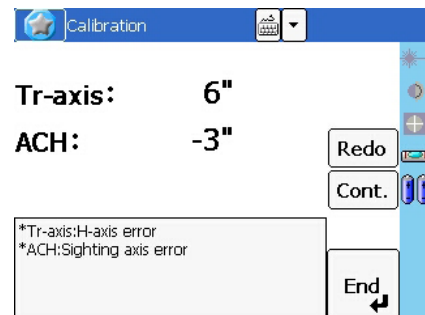 Calibration
Tr-axis: 6"
ACH: -3"
Redo
Cont.
*Tr-axis:H-axis error
*ACH:Sighting axis error
End